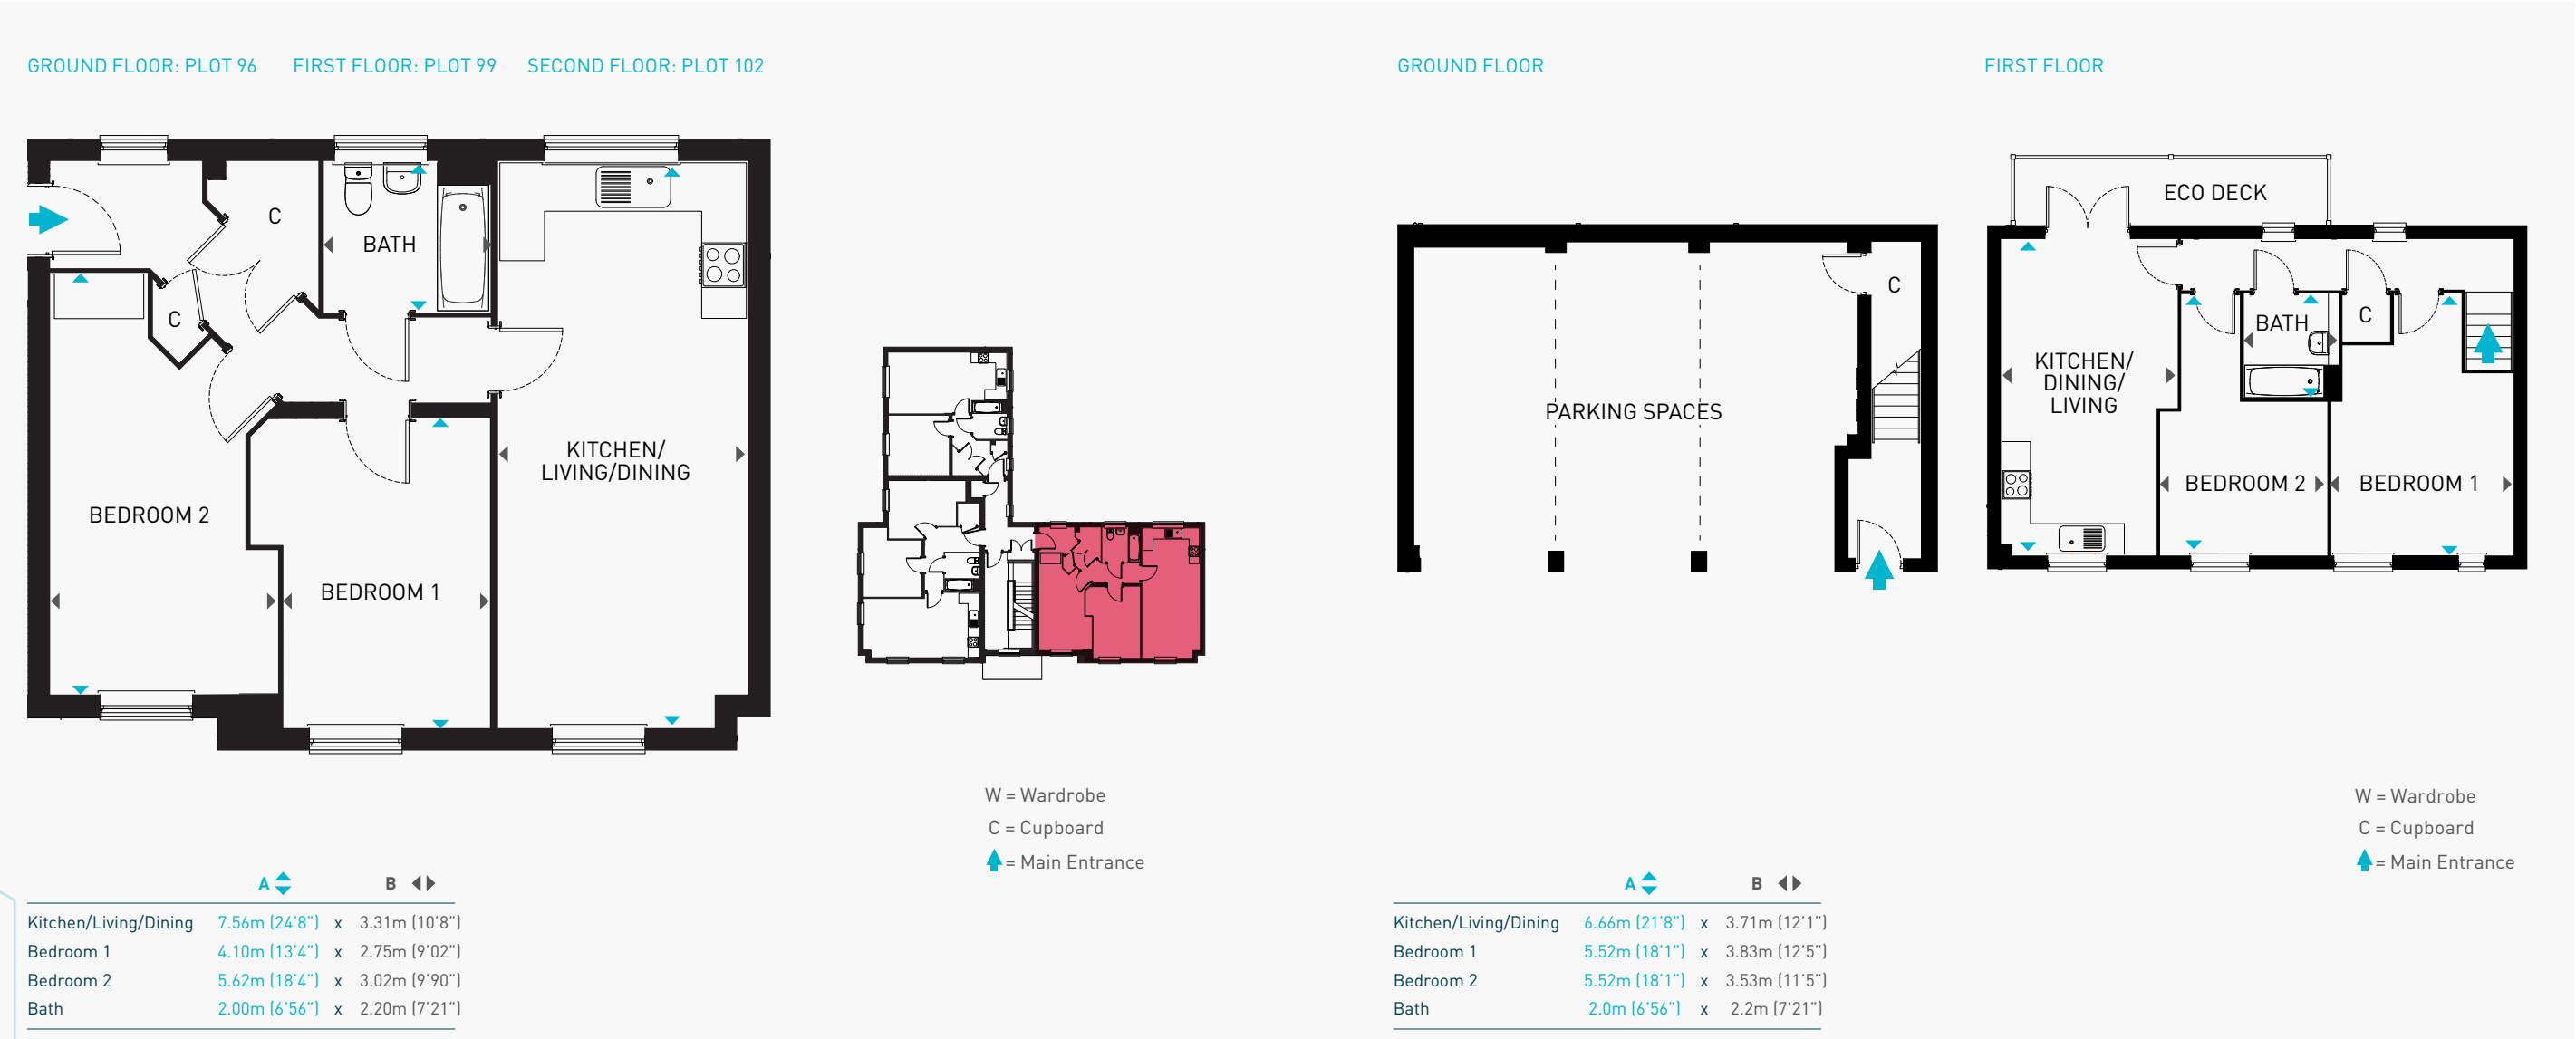 GROUND FLOOR: PLOT 96 FIRST FLOOR: PLOT 99 SECOND FLOOR: PLOT 102
C
BATH
C
KITCHEN/
LIVING/DINING
BEDROOM 2
BEDROOM 1
W = Wardrobe
C = Cupboard
= Main Entrance
A B
Kitchen/Living/Dining 7.56m (24'8") x 3.31m (10'8")
Bedroom 1 4.10m (13'4") x 2.75m (9'02")
Bedroom 2 5.62m (18'4") x 3.02m (9'90")
Bath 2.00m (6'56") x 2.20m (7'21")
GROUND FLOOR
C
PARKING SPACES
FIRST FLOOR
ECO DECK
BATH
C
KITCHEN/
DINING/
LIVING
BEDROOM 2
BEDROOM 1
W = Wardrobe
C = Cupboard
= Main Entrance
A B
Kitchen/Living/Dining 6.66m (21'8") x 3.71m (12'1")
Bedroom 1 5.52m (18'1") x 3.83m (12'5")
Bedroom 2 5.52m (18'1") x 3.53m (11'5")
Bath 2.0m (6'56") x 2.2m (7'21")